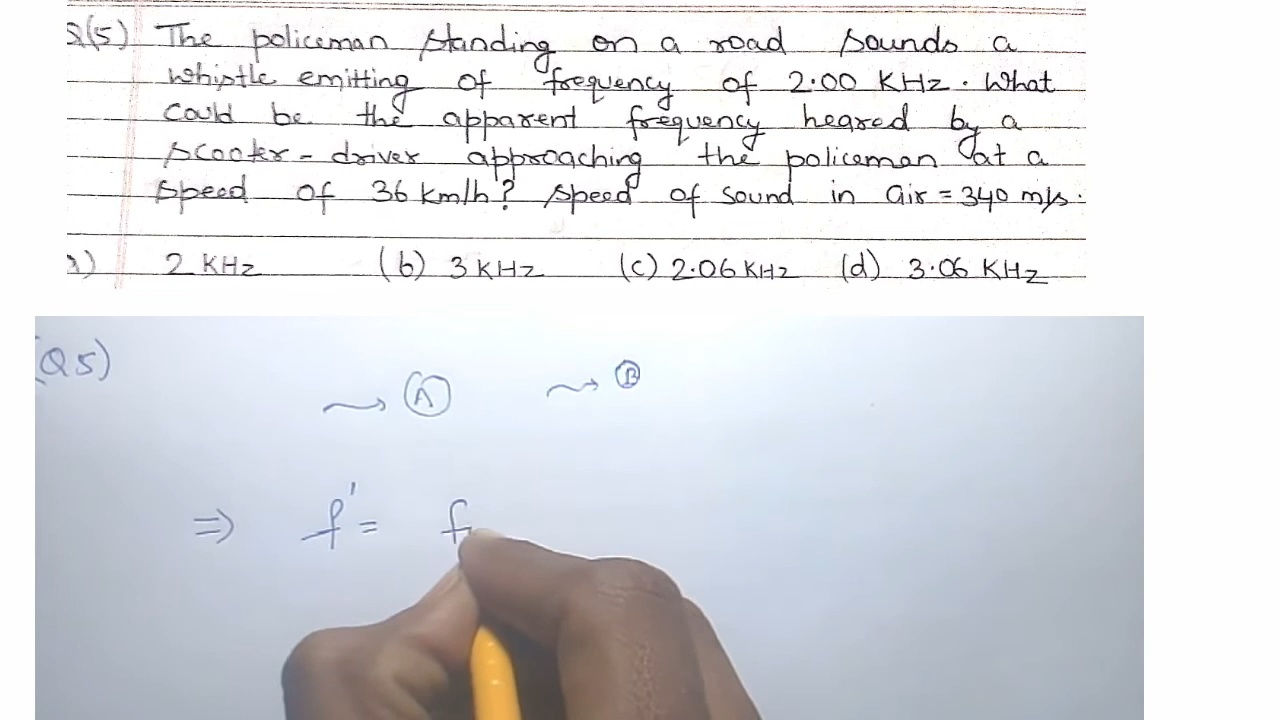 Q(5) The policeman standing on a road sounds a
whistle emitting of frequency of 2.00 KHz. What
could be the apparent frequency heared by a
scooter-driver approaching the policeman at a
speed of 36 Km/h? speed of sound in air = 340 m/s.
) 2 KHz (b) 3 KHz (c) 2.06 KHz (d) 3.06 KHz
(Q5)
A B
⇒ f' = f